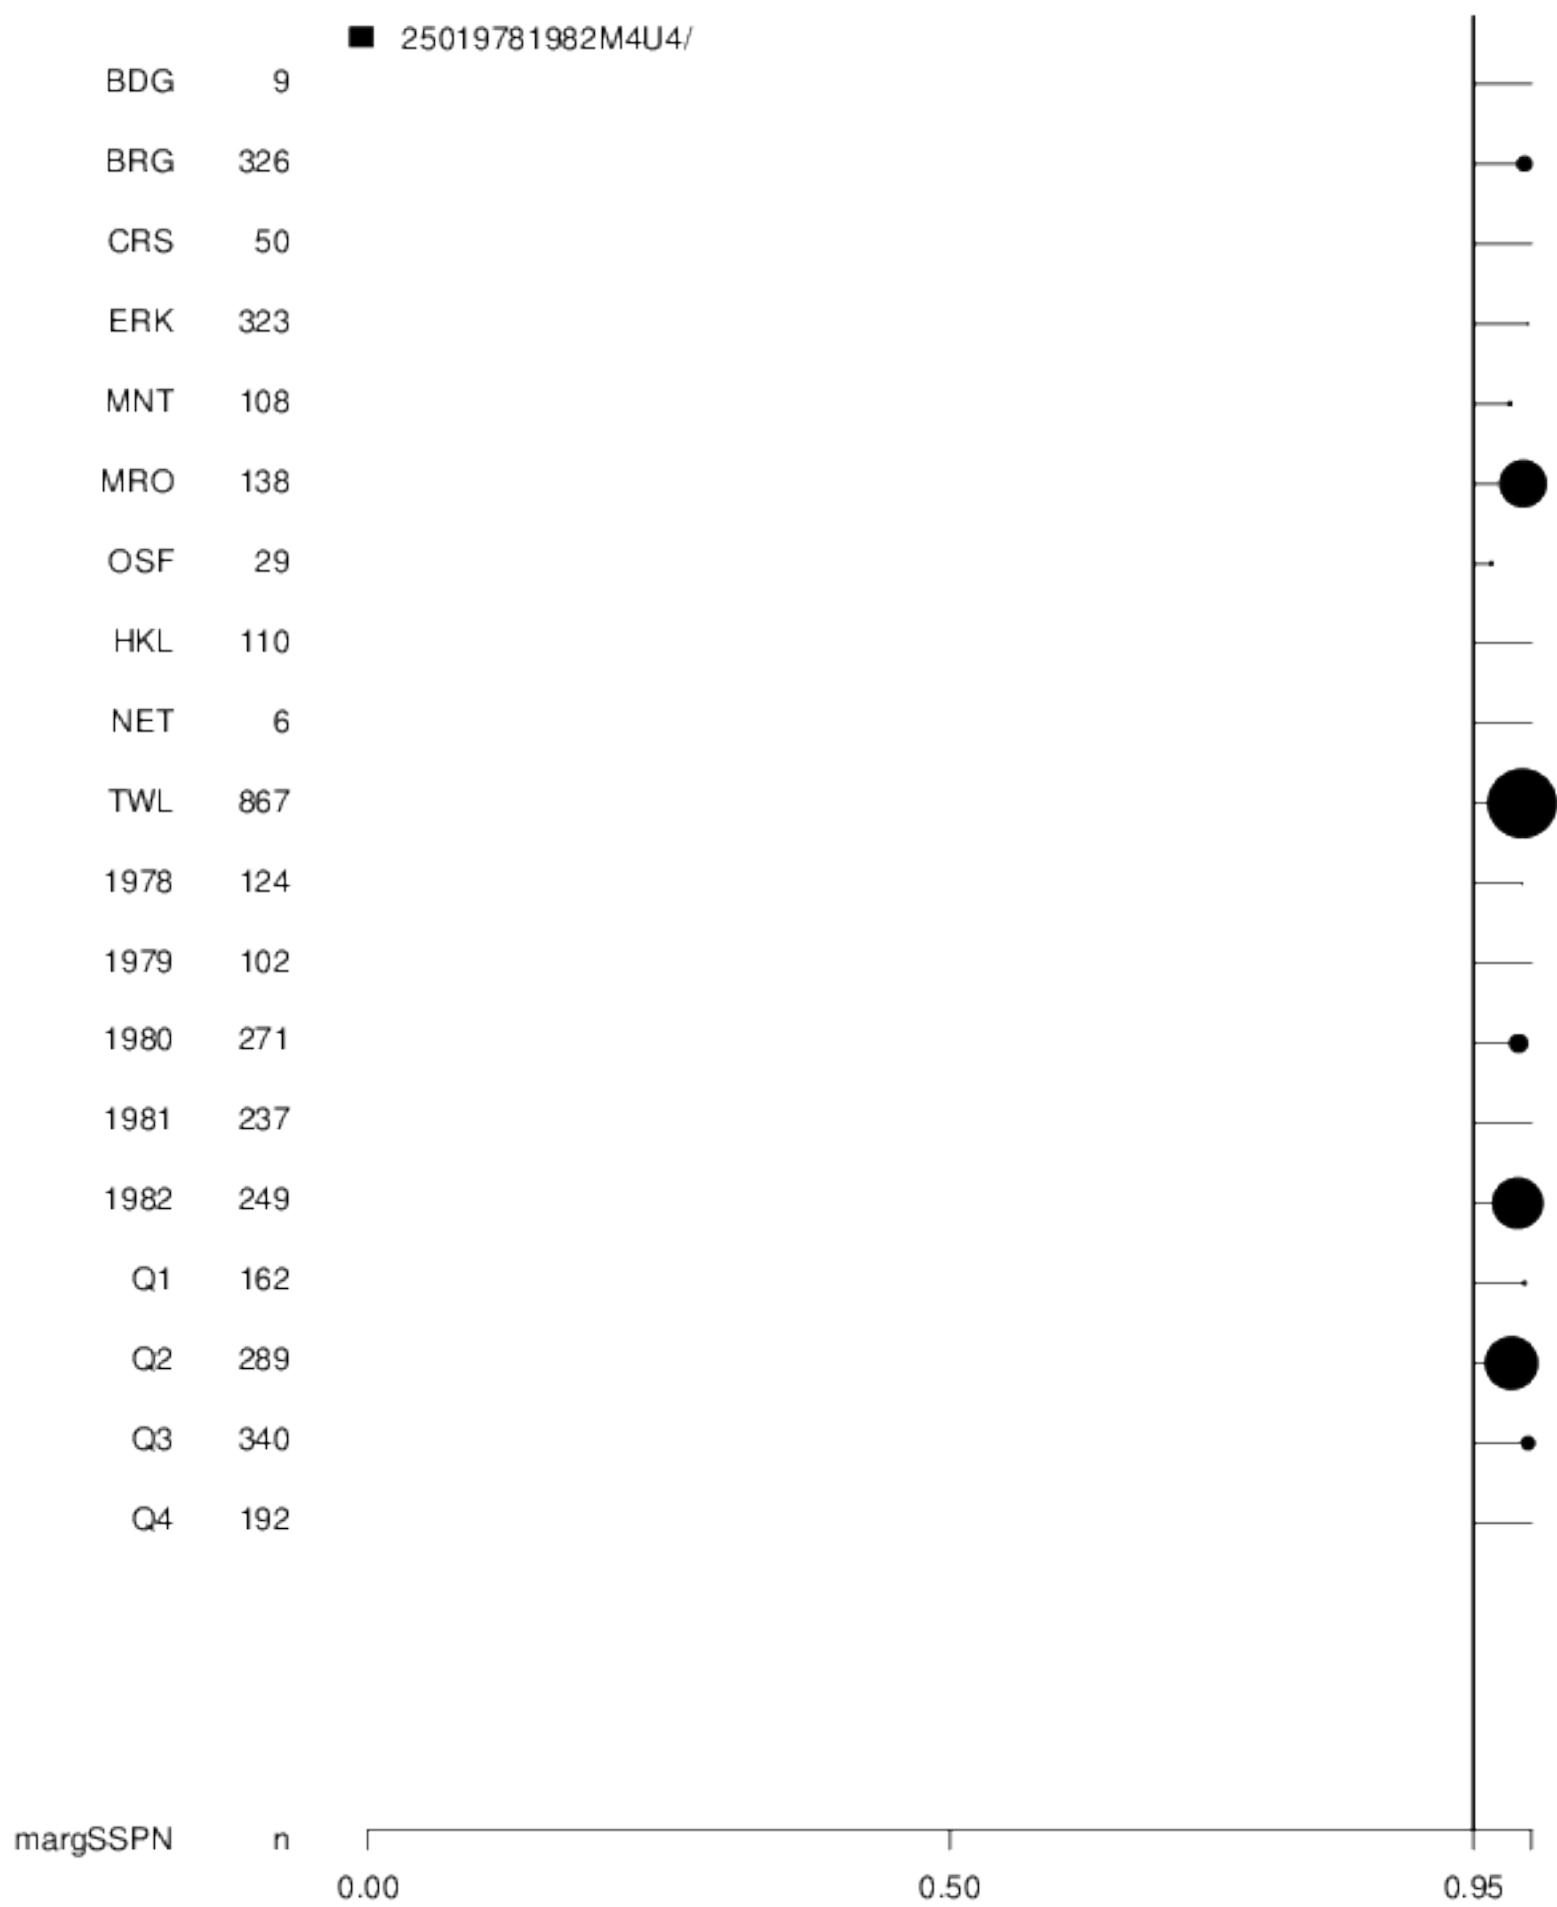 25019781982M4U4/
BDG 9
BRG 326
CRS 50
ERK 323
MNT 108
MRO 138
OSF 29
HKL 110
NET 6
TWL 867
1978 124
1979 102
1980 271
1981 237
1982 249
Q1 162
Q2 289
Q3 340
Q4 192
margSSPN n
0.00 0.50 0.95